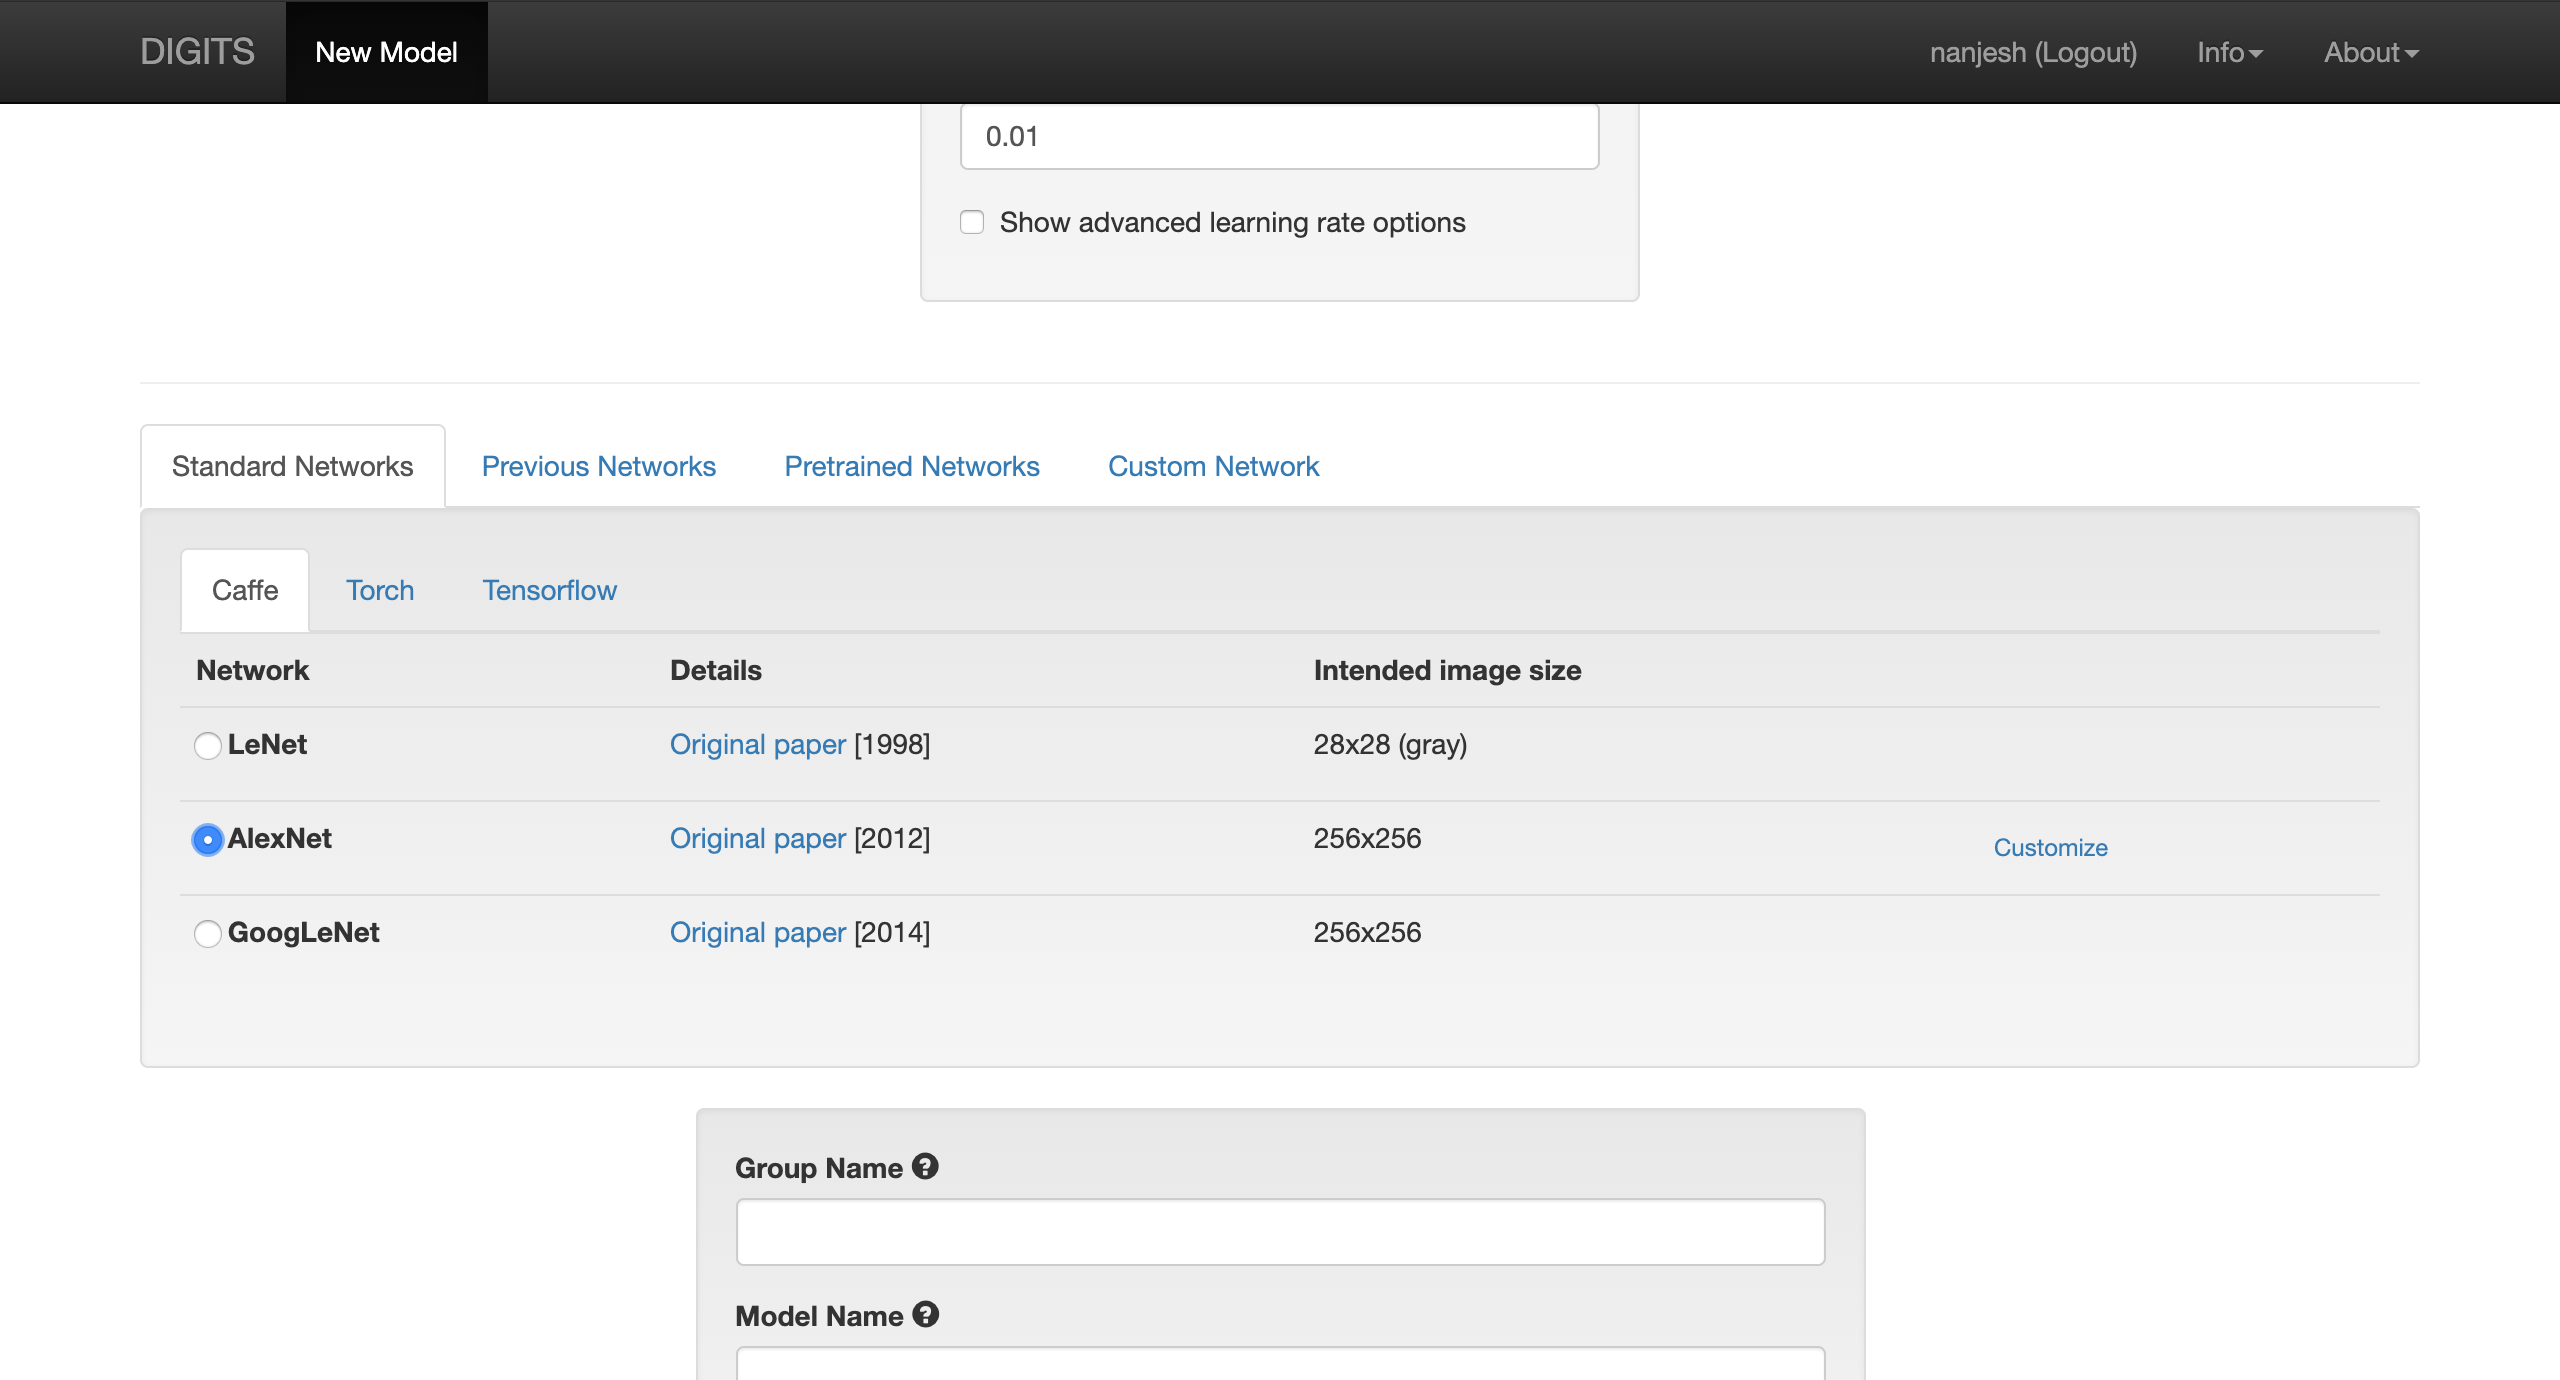 DIGITS New Model nanjesh (Logout) Info About
0.01
Show advanced learning rate options
Standard Networks Previous Networks Pretrained Networks Custom Network
Caffe Torch Tensorflow
Network Details Intended image size
LeNet Original paper [1998] 28x28 (gray)
AlexNet Original paper [2012] 256x256 Customize
GoogLeNet Original paper [2014] 256x256
Group Name ?
Model Name ?